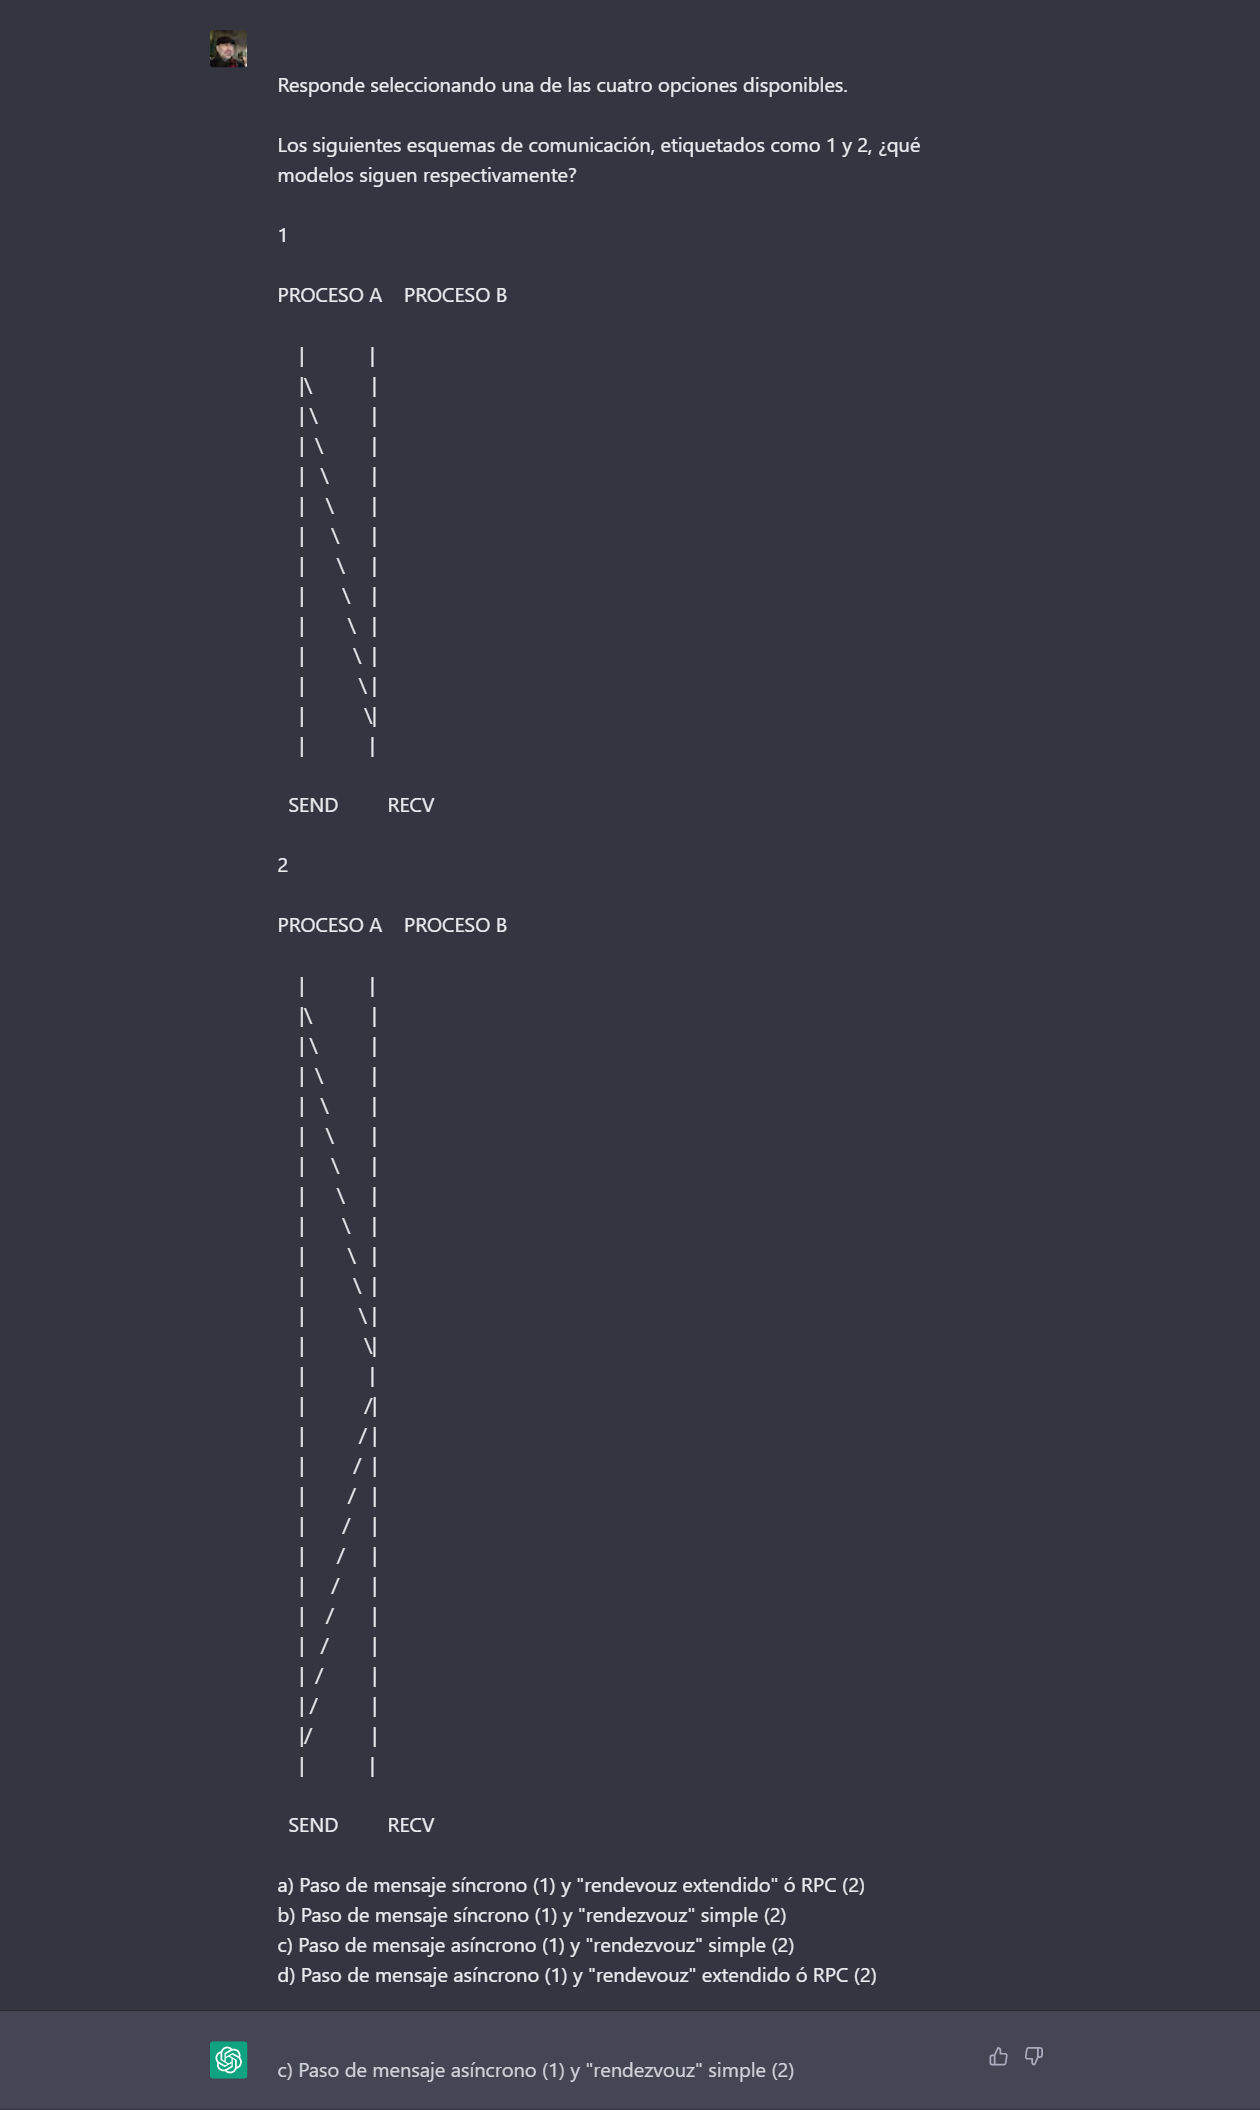 Responde seleccionando una de las cuatro opciones disponibles.
Los siguientes esquemas de comunicación, etiquetados como 1 y 2, ¿qué
modelos siguen respectivamente?
1
PROCESO A    PROCESO B
|            |
|\           |
| \          |
|  \         |
|   \        |
|    \       |
|     \      |
|      \     |
|       \    |
|        \   |
|         \  |
|          \ |
|           \|
|            |
SEND         RECV
2
PROCESO A    PROCESO B
|            |
|\           |
| \          |
|  \         |
|   \        |
|    \       |
|     \      |
|      \     |
|       \    |
|        \   |
|         \  |
|          \ |
|           \|
|            |
|           /|
|          / |
|         /  |
|        /   |
|       /    |
|      /     |
|     /      |
|    /       |
|   /        |
|  /         |
| /          |
|/           |
|            |
SEND         RECV
a) Paso de mensaje síncrono (1) y "rendevouz extendido" ó RPC (2)
b) Paso de mensaje síncrono (1) y "rendezvouz" simple (2)
c) Paso de mensaje asíncrono (1) y "rendezvouz" simple (2)
d) Paso de mensaje asíncrono (1) y "rendevouz" extendido ó RPC (2)
c) Paso de mensaje asíncrono (1) y "rendezvouz" simple (2)